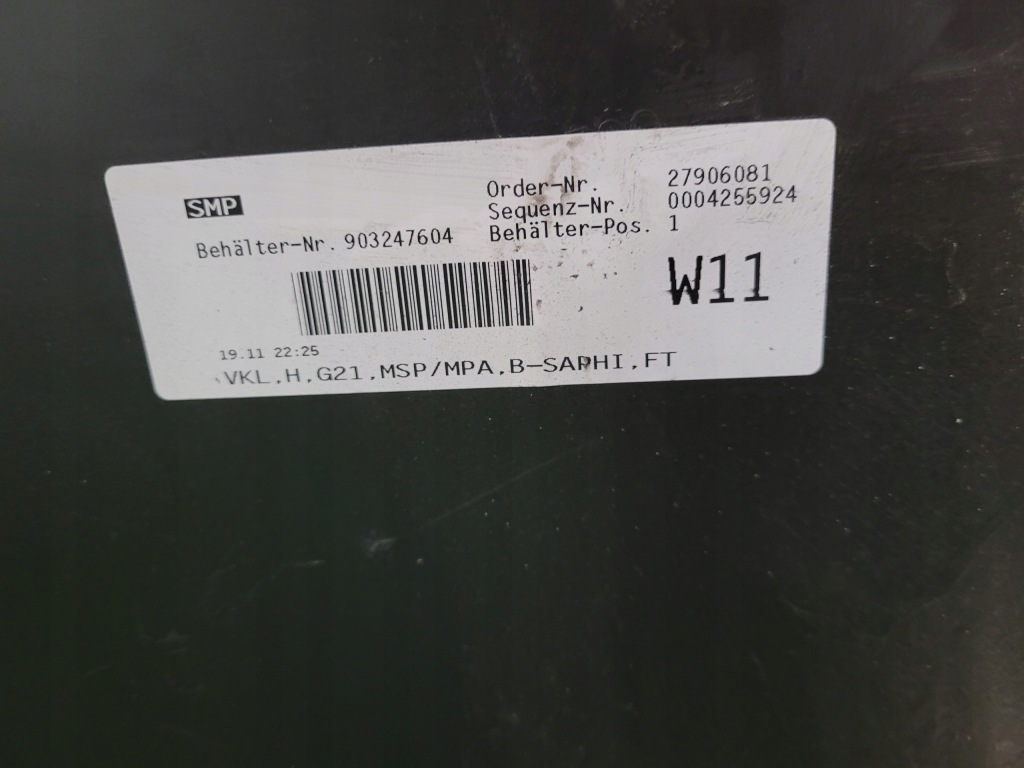 SMP
Order-Nr. 27906081
Sequenz-Nr. 0004255924
Behälter-Nr. 903247604 Behälter-Pos. 1
W11
19.11 22:25
VKL,H,G21,MSP/MPA,B-SAPHI,FT